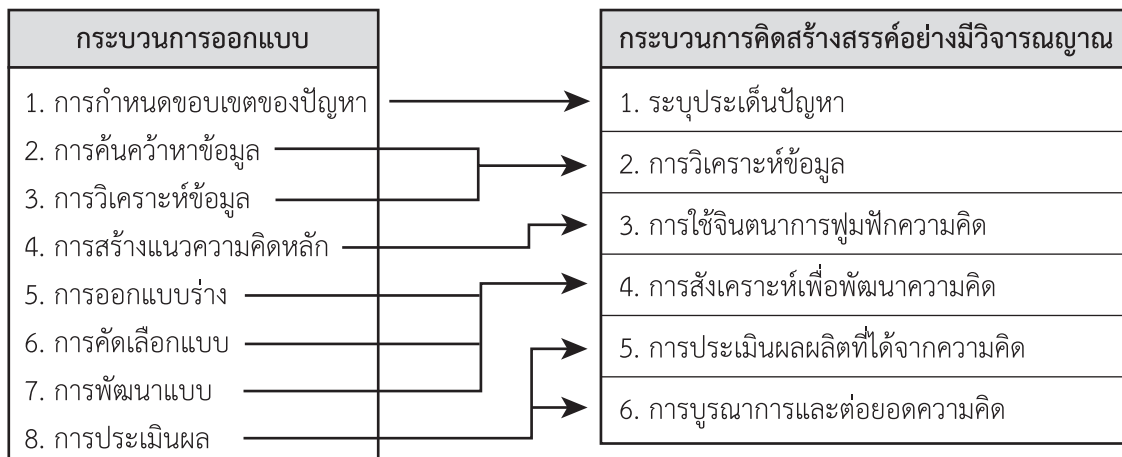 กระบวนการออกแบบ
1. การกำหนดขอบเขตของปัญหา
2. การค้นคว้าหาข้อมูล
3. การวิเคราะห์ข้อมูล
4. การสร้างแนวความคิดหลัก
5. การออกแบบร่าง
6. การคัดเลือกแบบ
7. การพัฒนาแบบ
8. การประเมินผล
กระบวนการคิดสร้างสรรค์อย่างมีวิจารณญาณ
1. ระบุประเด็นปัญหา
2. การวิเคราะห์ข้อมูล
3. การใช้จินตนาการฟูมฟักความคิด
4. การสังเคราะห์เพื่อพัฒนาความคิด
5. การประเมินผลผลิตที่ได้จากความคิด
6. การบูรณาการและต่อยอดความคิด